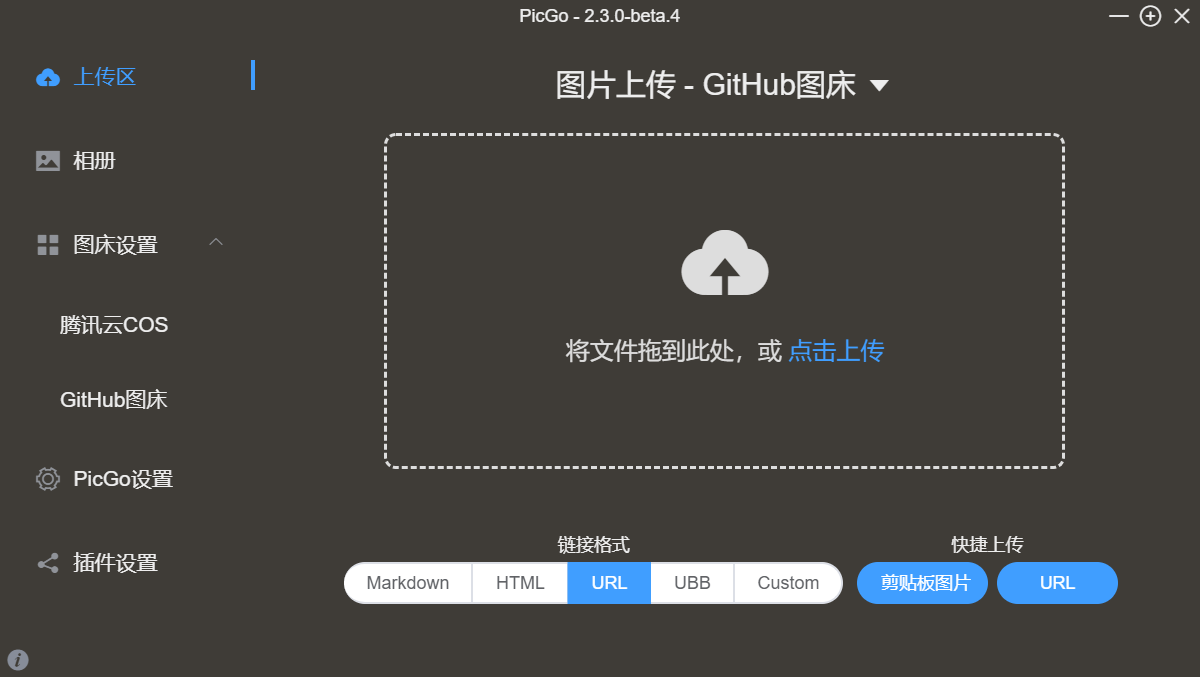 PicGo - 2.3.0-beta.4
上传区
相册
图床设置
腾讯云COS
GitHub图床
PicGo设置
插件设置
图片上传 - GitHub图床
将文件拖到此处，或 点击上传
链接格式
Markdown HTML URL UBB Custom
快捷上传
剪贴板图片 URL